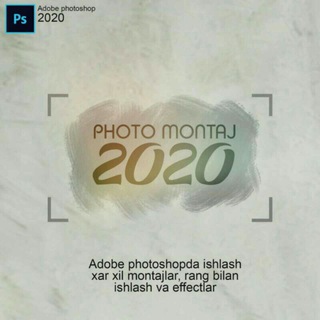 Ps
Adobe photoshop
2020
PHOTO MONTAJ
2020
Adobe photoshopda ishlash
xar xil montajlar, rang bilan
ishlash va effectlar